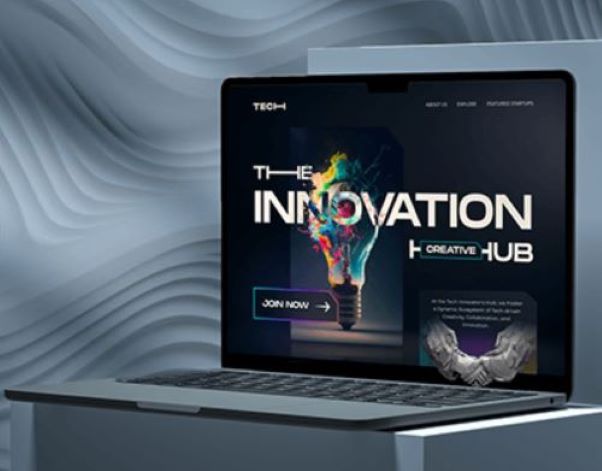 TECH
ABOUT US EXPLORE FEATURED STARTUPS
THE
INNOVATION
CREATIVE HUB
JOIN NOW
At the Tech Innovators Hub, we Foster
a Dynamic Ecosystem of Tech-driven
Creativity, Collaboration, and
Innovation.